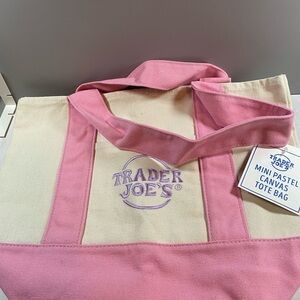 TRADER
JOE'S®
TRADER
JOE'S
MINI PASTEL
CANVAS
TOTE BAG